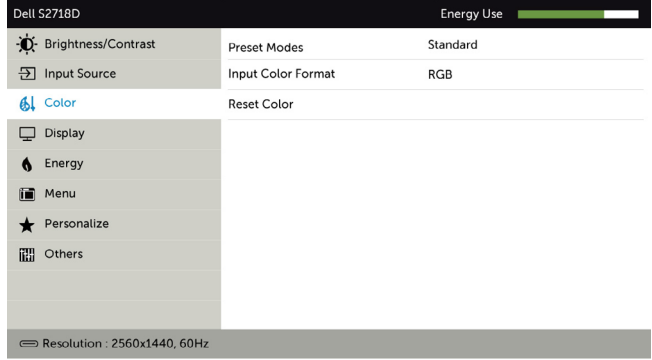 Dell S2718D Energy Use
Brightness/Contrast
Input Source
Color
Display
Energy
Menu
Personalize
Others
Preset Modes Standard
Input Color Format RGB
Reset Color
Resolution : 2560x1440, 60Hz